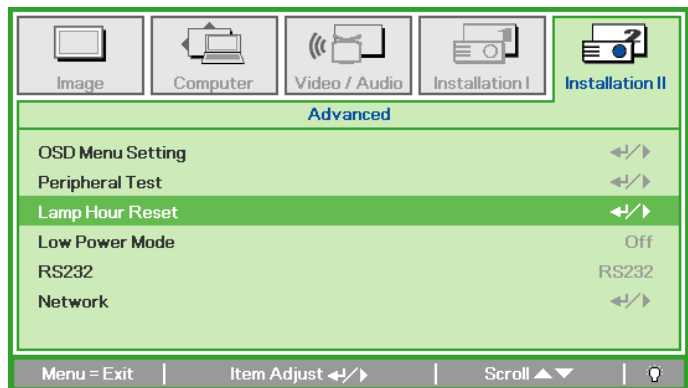 Image Computer Video / Audio Installation I Installation II
Advanced
OSD Menu Setting
Peripheral Test
Lamp Hour Reset
Low Power Mode Off
RS232 RS232
Network
Menu = Exit Item Adjust Scroll